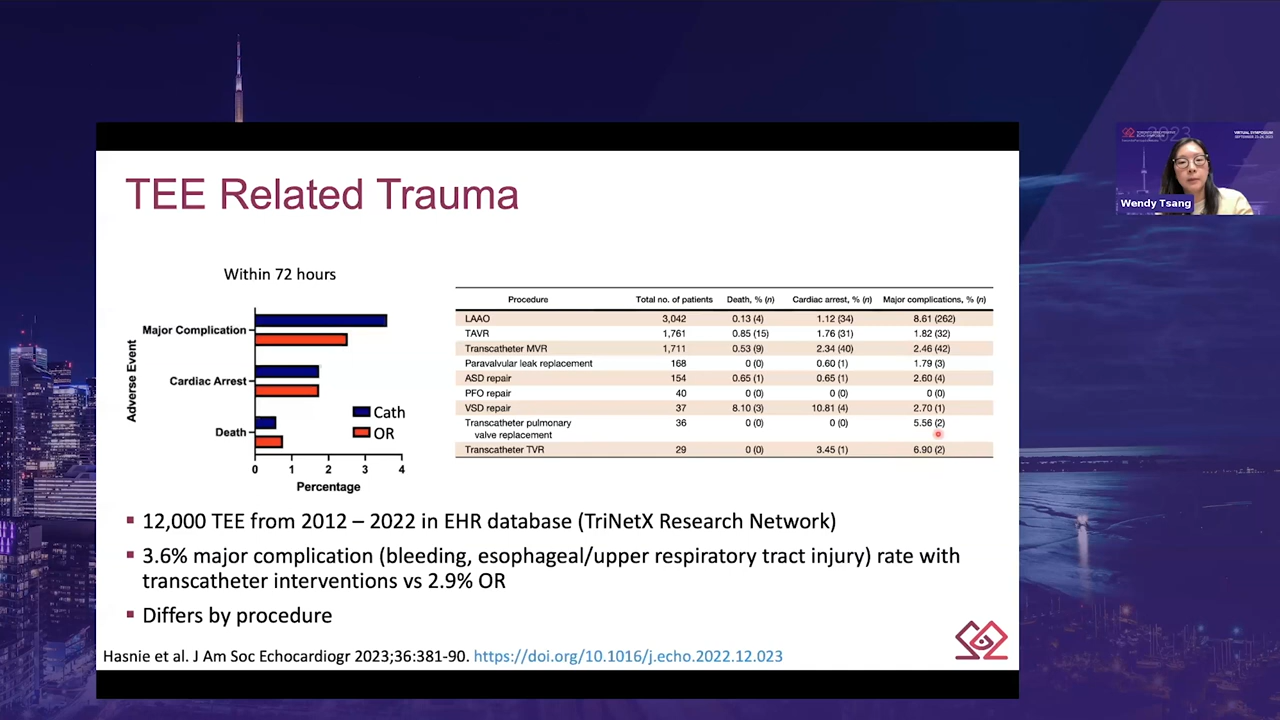 TEE Related Trauma
Within 72 hours
Adverse Event
Major Complication
Cardiac Arrest
Death
Cath
OR
0 1 2 3 4
Percentage
Procedure Total no. of patients Death, % (n) Cardiac arrest, % (n) Major complications, % (n)
LAAO 3,042 0.13 (4) 1.12 (34) 8.61 (262)
TAVR 1,761 0.85 (15) 1.76 (31) 1.82 (32)
Transcatheter MVR 1,711 0.53 (9) 2.34 (40) 2.46 (42)
Paravalvular leak replacement 168 0 (0) 0.60 (1) 1.79 (3)
ASD repair 154 0.65 (1) 0.65 (1) 2.60 (4)
PFO repair 40 0 (0) 0 (0) 0 (0)
VSD repair 37 8.10 (3) 10.81 (4) 2.70 (1)
Transcatheter pulmonary 36 0 (0) 0 (0) 5.56 (2)
valve replacement
Transcatheter TVR 29 0 (0) 3.45 (1) 6.90 (2)
▪ 12,000 TEE from 2012 – 2022 in EHR database (TriNetX Research Network)
▪ 3.6% major complication (bleeding, esophageal/upper respiratory tract injury) rate with
transcatheter interventions vs 2.9% OR
▪ Differs by procedure
Hasnie et al. J Am Soc Echocardiogr 2023;36:381-90. https://doi.org/10.1016/j.echo.2022.12.023
2023
VIRTUAL SYMPOSIUM
Wendy Tsang